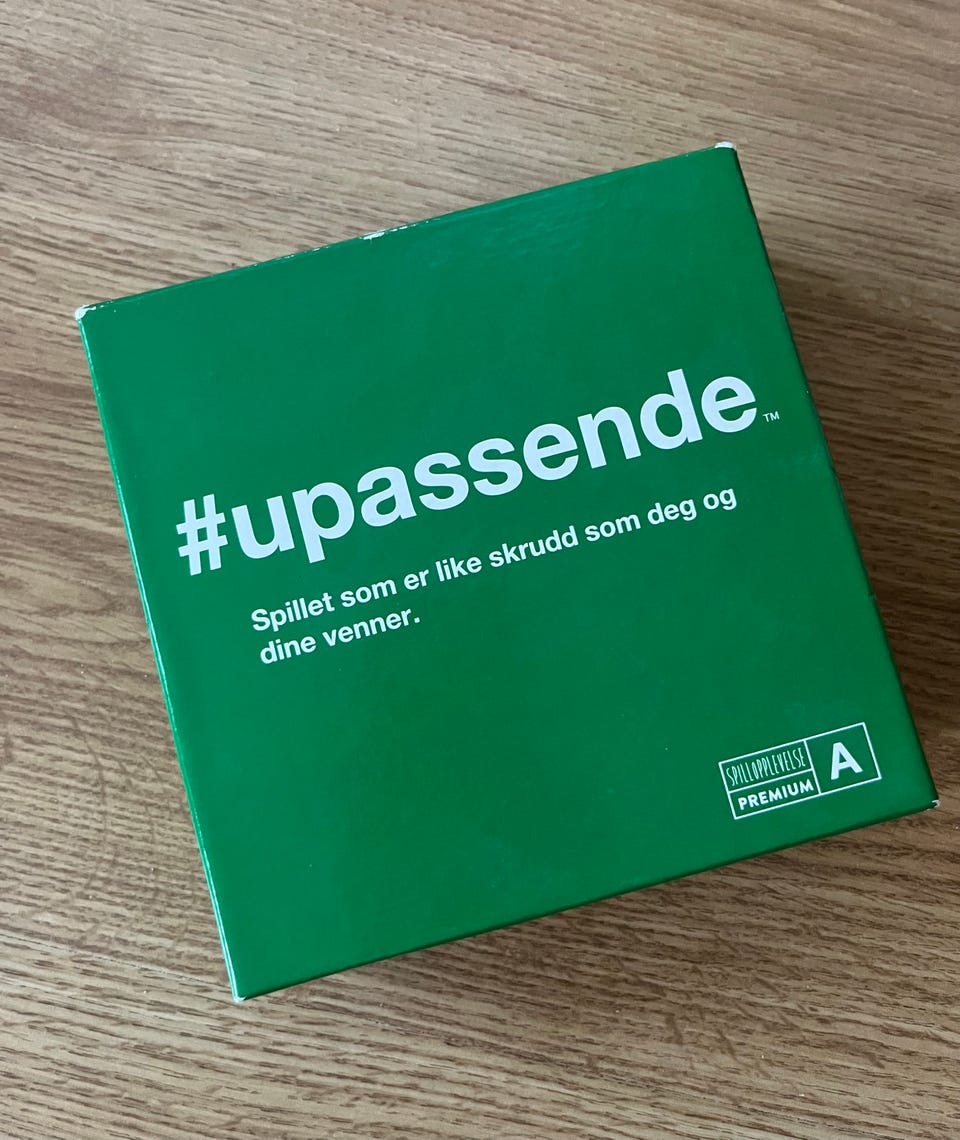 #upassende™
Spillet som er like skrudd som deg og
dine venner.
SPILLOPPLEVELSE
PREMIUM
A